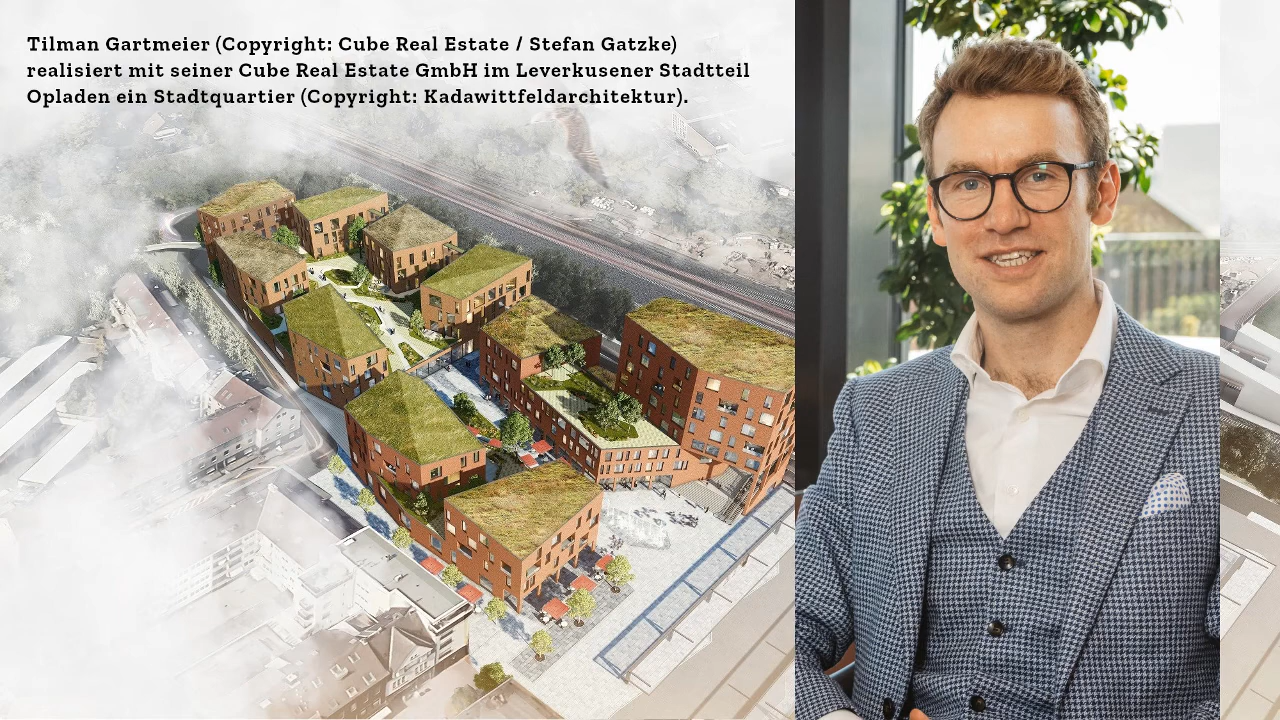 Tilman Gartmeier (Copyright: Cube Real Estate / Stefan Gatzke)
realisiert mit seiner Cube Real Estate GmbH im Leverkusener Stadtteil
Opladen ein Stadtquartier (Copyright: Kadawittfeldarchitektur).